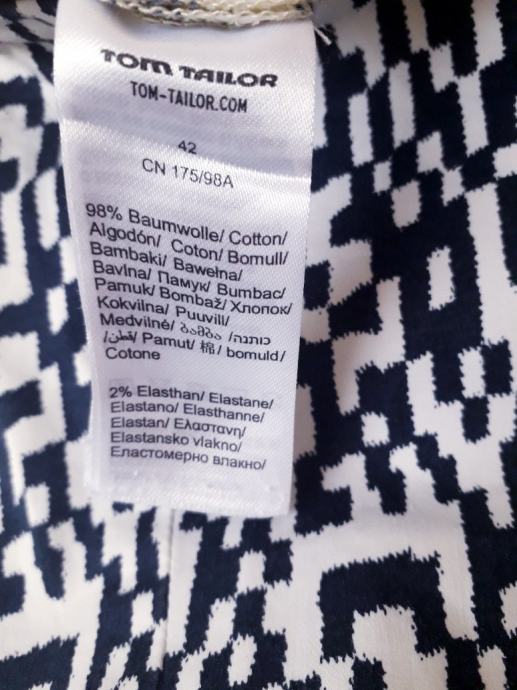 TOM TAILOR
TOM-TAILOR.COM
42
CN 175/98A
98% Baumwolle/ Cotton/
Algodón/ Coton/ Bomull/
Bambaki/ Bawełna/
Bavlna/ Памук/ Bumbac/
Pamuk/ Bombaž/ Хлопок/
Kokvilna/ Puuvill/
Medvilnė/ ბამბა /כותנה
/قطن/ Pamut/ 棉/ bomuld/
Cotone
2% Elasthan/ Elastane/
Elastano/ Elasthanne/
Elastan/ Ελαστανη/
Elastansko vlakno/
Еластомерно влакно/